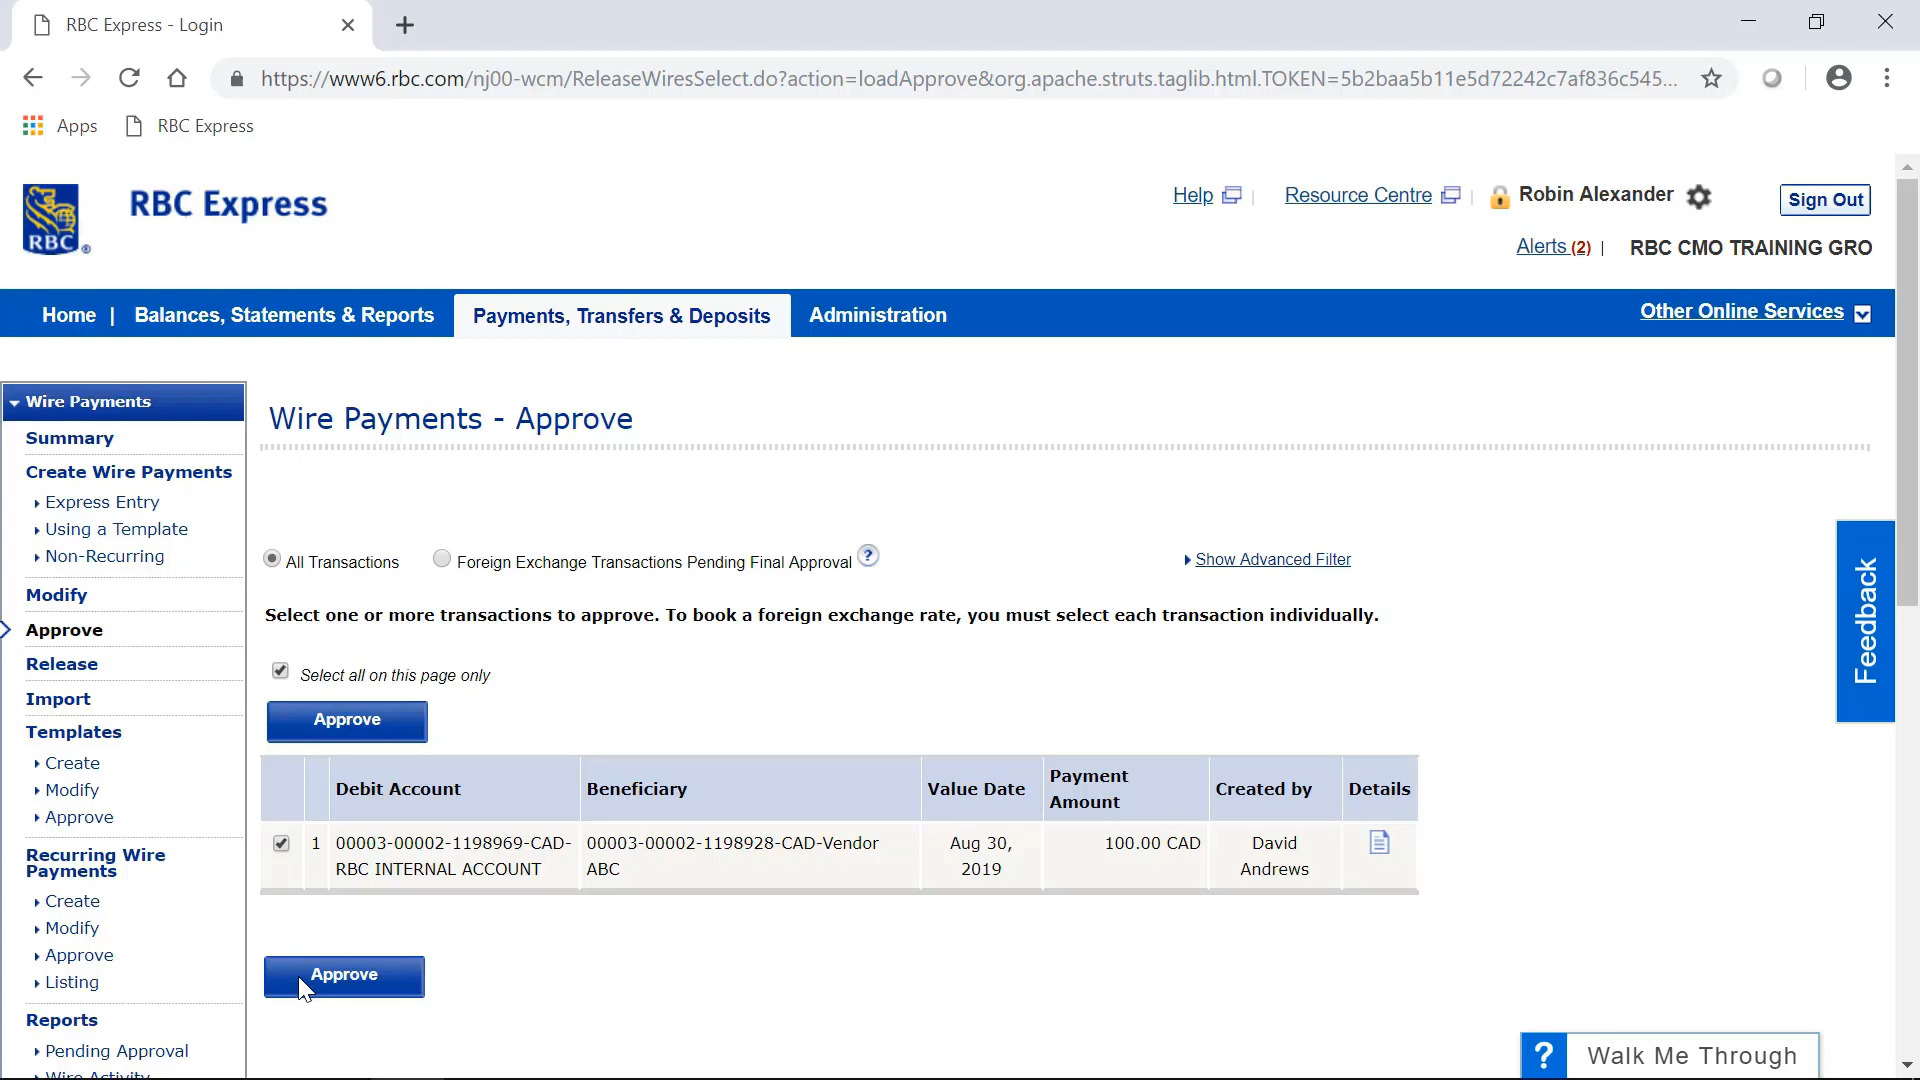 RBC Express - Login
https://www6.rbc.com/nj00-wcm/ReleaseWiresSelect.do?action=loadApprove&org.apache.struts.taglib.html.TOKEN=5b2baa5b11e5d72242c7af836c545...
Apps
RBC Express
RBC
RBC Express
Help
Resource Centre
Robin Alexander
Sign Out
Alerts (2) | RBC CMO TRAINING GRO
Home | Balances, Statements & Reports
Payments, Transfers & Deposits
Administration
Other Online Services
Wire Payments
Summary
Create Wire Payments
Express Entry
Using a Template
Non-Recurring
Modify
Approve
Release
Import
Templates
Create
Modify
Approve
Recurring Wire
Payments
Create
Modify
Approve
Listing
Reports
Pending Approval
Wire Activity
Wire Payments - Approve
All Transactions
Foreign Exchange Transactions Pending Final Approval ?
Show Advanced Filter
Select one or more transactions to approve. To book a foreign exchange rate, you must select each transaction individually.
Select all on this page only
Approve
Debit Account
Beneficiary
Value Date
Payment
Amount
Created by
Details
1
00003-00002-1198969-CAD-
RBC INTERNAL ACCOUNT
00003-00002-1198928-CAD-Vendor
ABC
Aug 30,
2019
100.00 CAD
David
Andrews
Approve
Feedback
? Walk Me Through